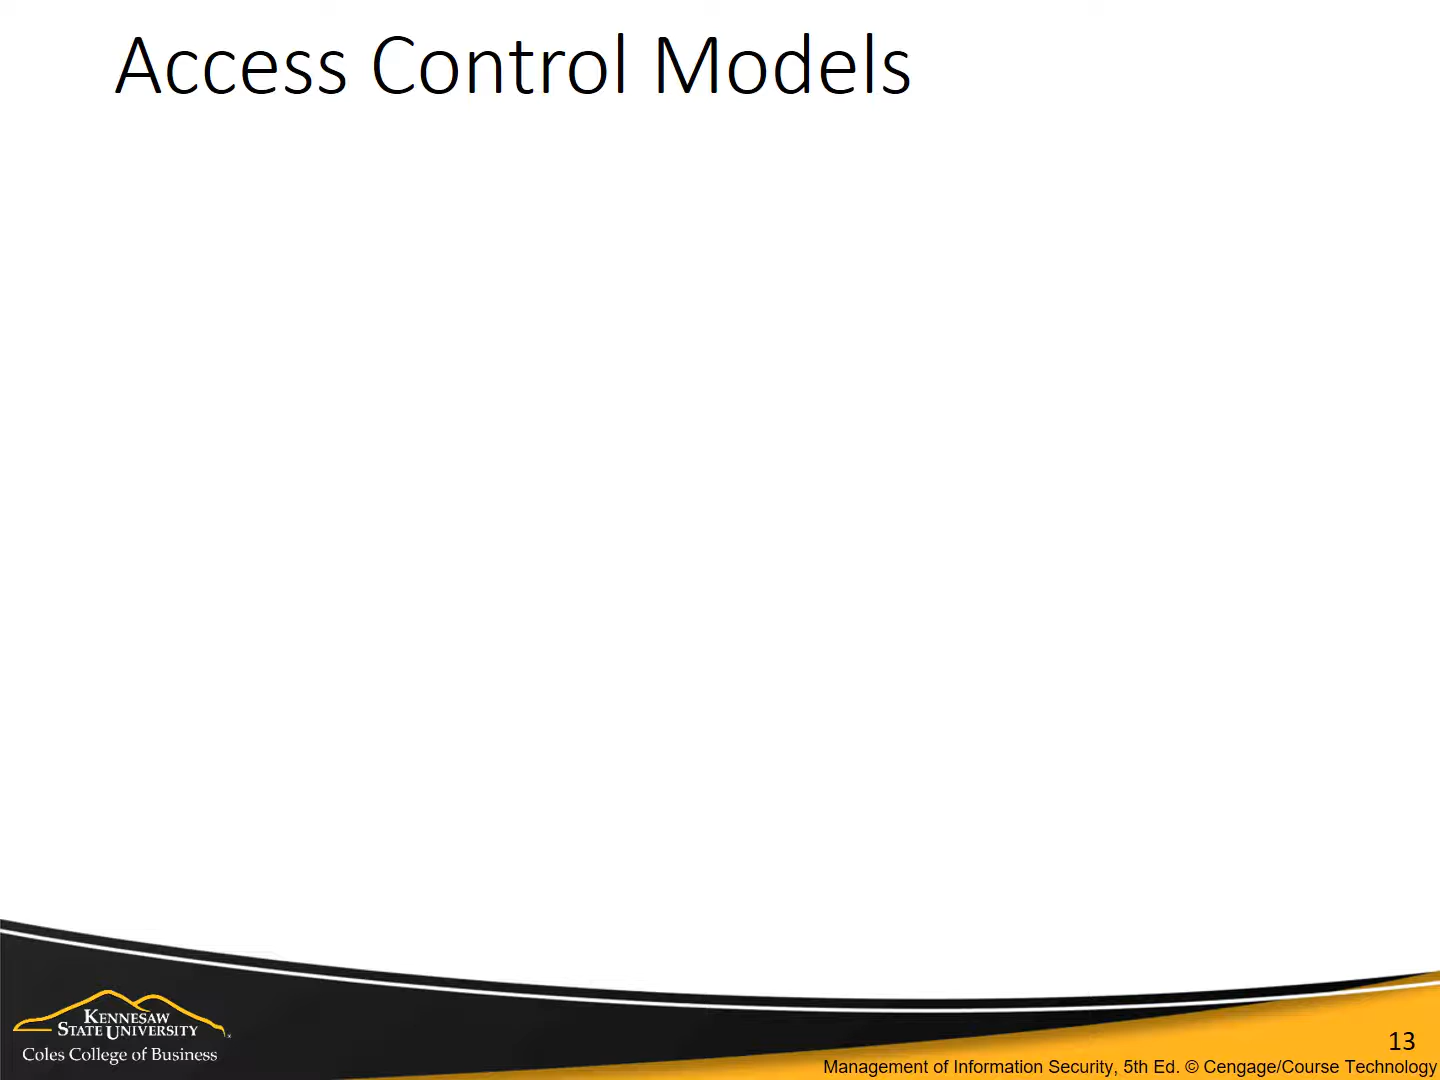 Access Control Models
KENNESAW
STATE UNIVERSITY
Coles College of Business
13
Management of Information Security, 5th Ed. © Cengage/Course Technology